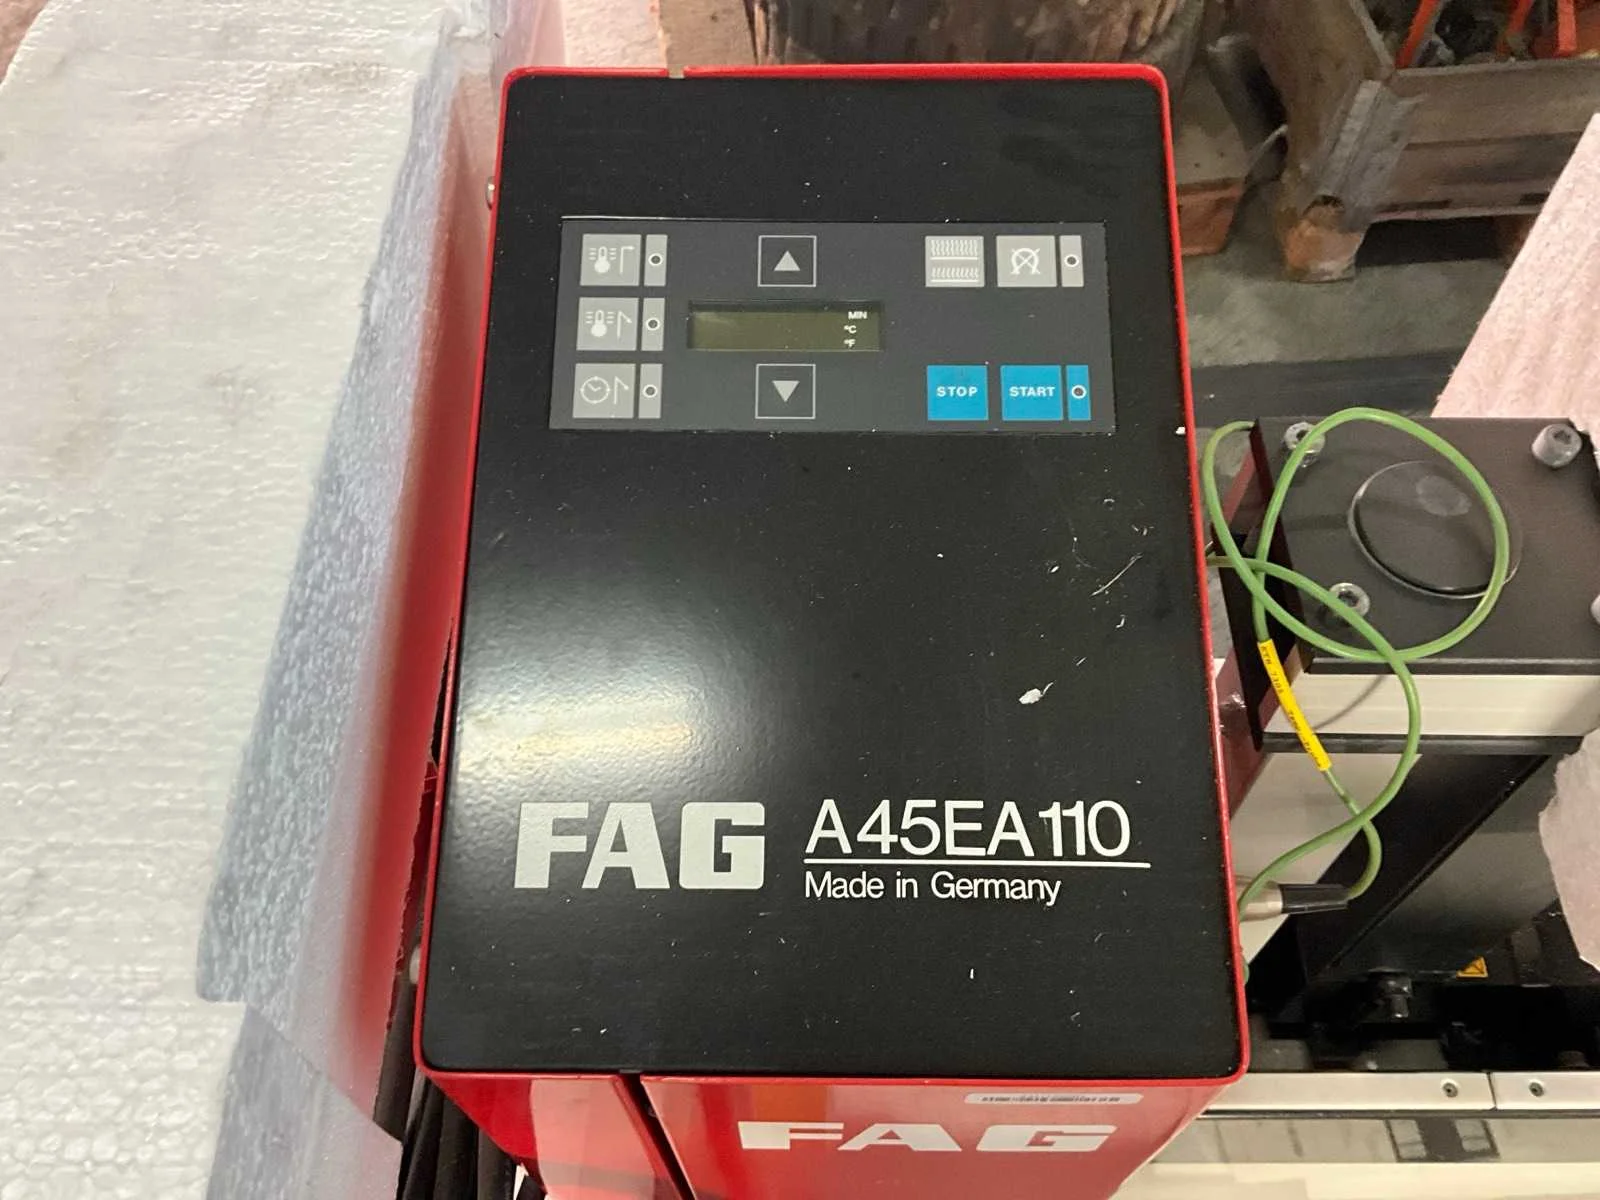 MIN
°C
°F
STOP START
FAG A45EA110
Made in Germany
FAG